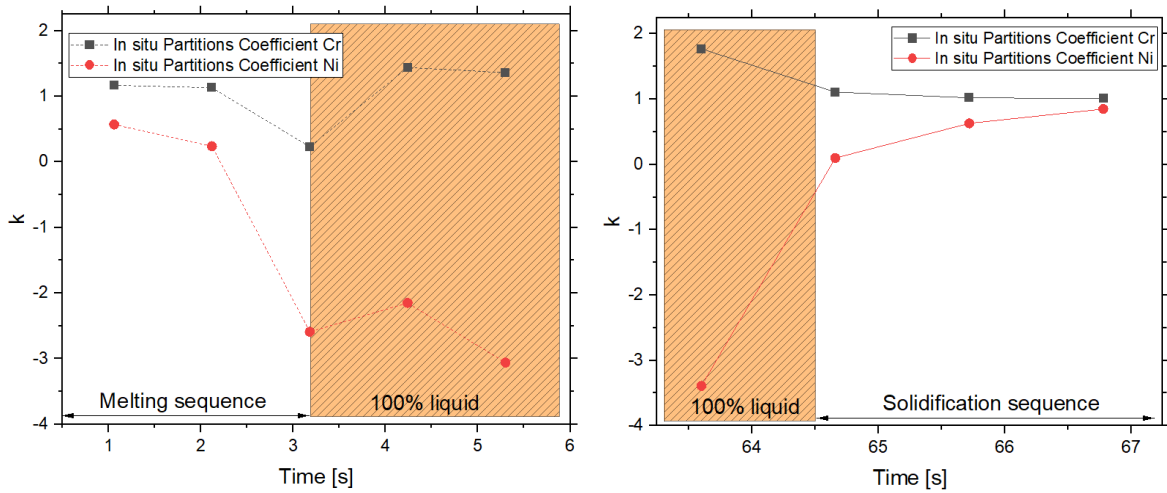 In situ Partitions Coefficient Cr
In situ Partitions Coefficient Ni
2
1
0
-1
-2
-3
-4
k
Melting sequence
100% liquid
1
2
3
4
5
6
Time [s]
In situ Partitions Coefficient Cr
In situ Partitions Coefficient Ni
2
1
0
-1
-2
-3
-4
k
100% liquid
Solidification sequence
64
65
66
67
Time [s]